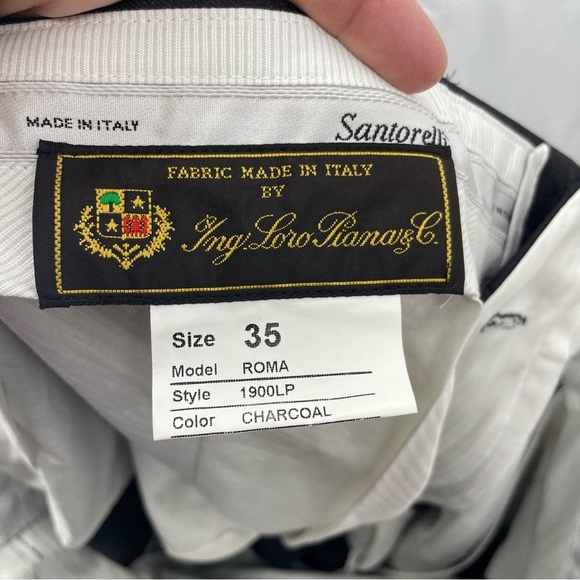 MADE IN ITALY
Santorelli
FABRIC MADE IN ITALY
BY
Ing. Loro Piana & C.
Size 35
Model ROMA
Style 1900LP
Color CHARCOAL